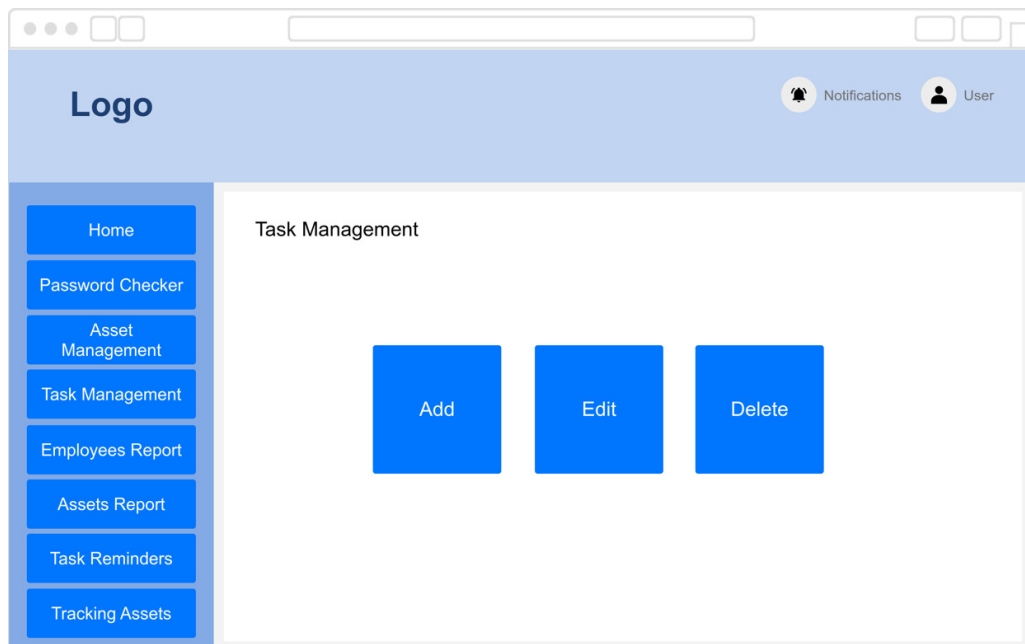 Logo
Notifications
User
Home
Password Checker
Asset
Management
Task Management
Employees Report
Assets Report
Task Reminders
Tracking Assets
Task Management
Add
Edit
Delete